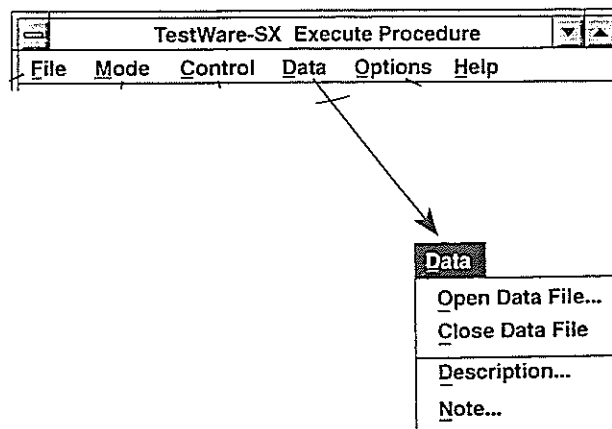 TestWare-SX Execute Procedure
File Mode Control Data Options Help
Data
Open Data File...
Close Data File
Description...
Note...